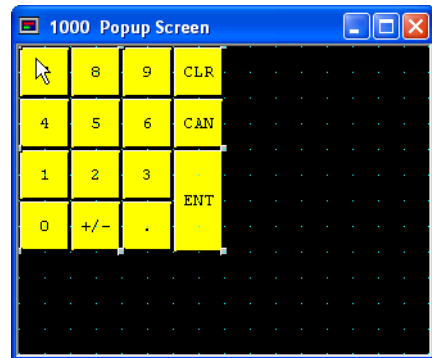 1000 Popup Screen
8 9 CLR
4 5 6 CAN
1 2 3
ENT
0 +/- .